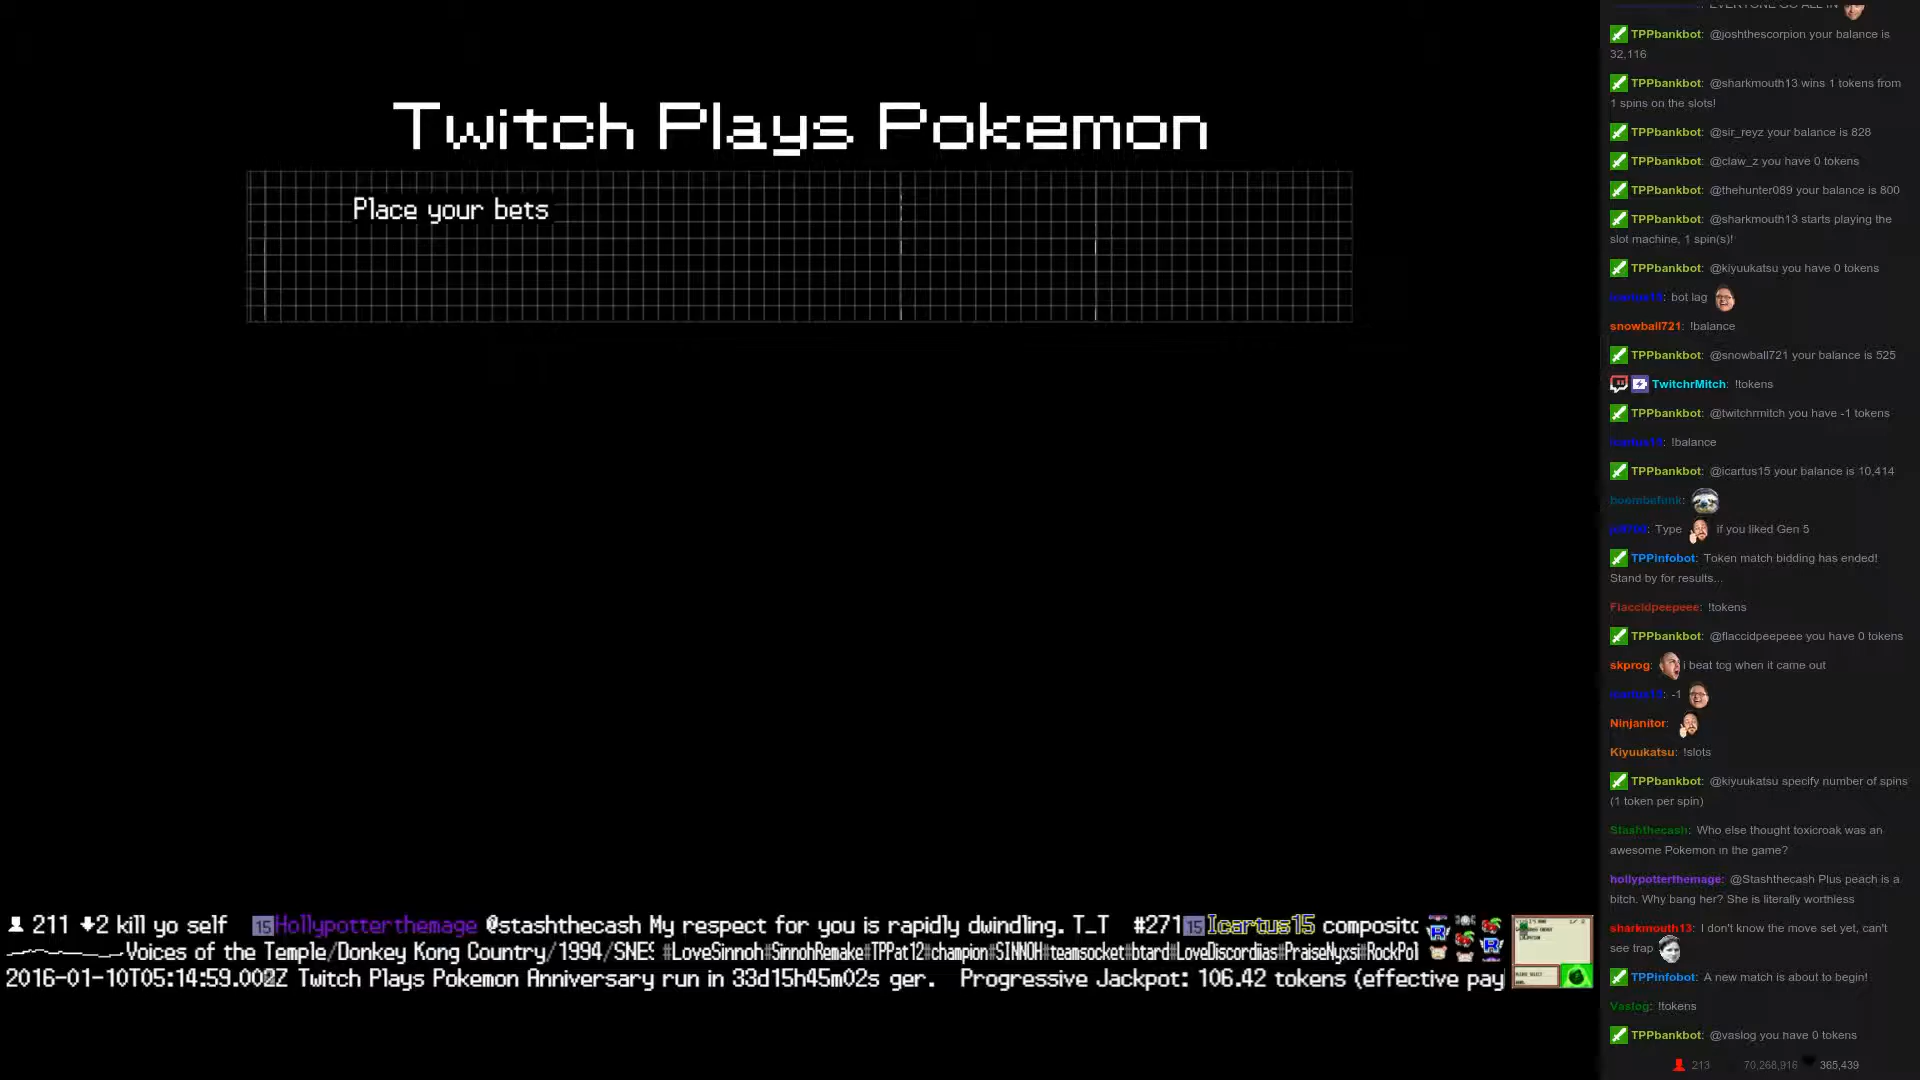 Twitch Plays Pokemon
Place your bets
211 2 kill yo self 15 Hollypotterthemage @stashthecash My respect for you is rapidly dwindling. T_T #271 15 Icartus15
Voices of the Temple/Donkey Kong Country/1994/SNES #LoveSinnoh#SinnohRemake#TPPat12#champion#SINNOH#teamsocket#btard#LoveDiscordiias#PraiseNyxsi#RockPol
Twitch Plays Pokemon Anniversary run in 33d15h45m02s ger. Progressive Jackpot: 106.42 tokens (effective pay
TPPbankbot: @joshthescorpion your balance is
32,116
TPPbankbot: @sharkmouth13 wins 1 tokens from
1 spins on the slots!
TPPbankbot: @sir_reyz your balance is 828
TPPbankbot: @claw_z you have 0 tokens
TPPbankbot: @thehunter089 your balance is 800
TPPbankbot: @sharkmouth13 starts playing the
slot machine, 1 spin(s)!
TPPbankbot: @kiyuukatsu you have 0 tokens
icartus15: bot lag
snowball721: !balance
TPPbankbot: @snowball721 your balance is 525
TwitchrMitch: !tokens
TPPbankbot: @twitchrmitch you have -1 tokens
icartus15: !balance
TPPbankbot: @icartus15 your balance is 10,414
boombafunk:
Type if you liked Gen 5
TPPinfobot: Token match bidding has ended!
Stand by for results...
Flaccidpeepeee: !tokens
TPPbankbot: @flaccidpeepeee you have 0 tokens
skprog: i beat tcg when it came out
icartus15: -1
Ninjanitor:
Kiyuukatsu: !slots
TPPbankbot: @kiyuukatsu specify number of spins
(1 token per spin)
Stashthecash: Who else thought toxicroak was an
awesome Pokemon in the game?
hollypotterthemage: @Stashthecash Plus peach is a
bitch. Why bang her? She is literally worthless
sharkmouth13: I don't know the move set yet, can't
see trap
TPPinfobot: A new match is about to begin!
Vaslog: !tokens
TPPbankbot: @vaslog you have 0 tokens
213 70,268,916 365,439